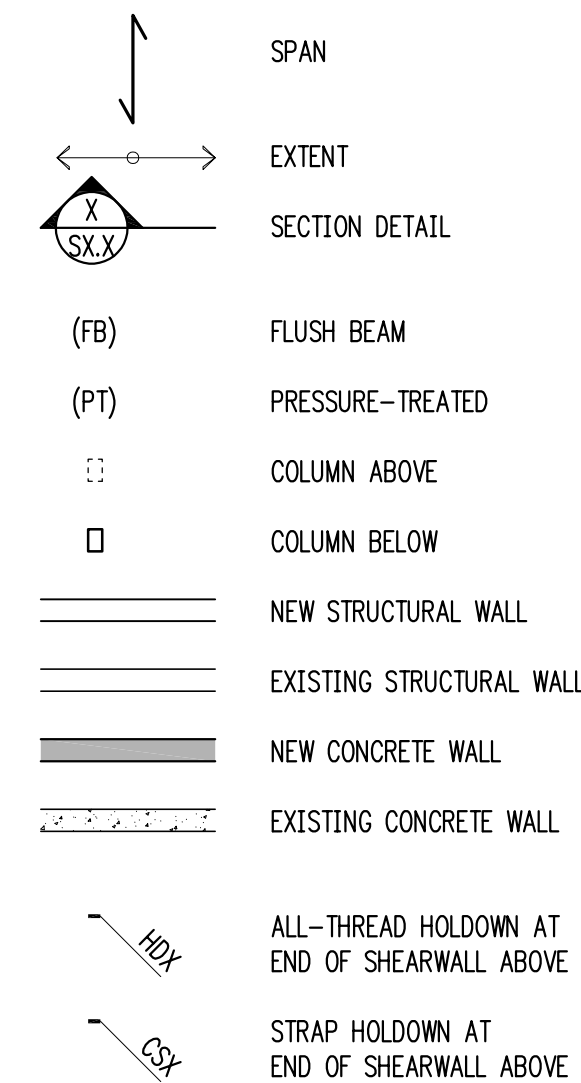 SPAN
EXTENT
X
SX.X
SECTION DETAIL
(FB) FLUSH BEAM
(PT) PRESSURE-TREATED
COLUMN ABOVE
COLUMN BELOW
NEW STRUCTURAL WALL
EXISTING STRUCTURAL WALL
NEW CONCRETE WALL
EXISTING CONCRETE WALL
HDX
ALL-THREAD HOLDOWN AT
END OF SHEARWALL ABOVE
CSX
STRAP HOLDOWN AT
END OF SHEARWALL ABOVE